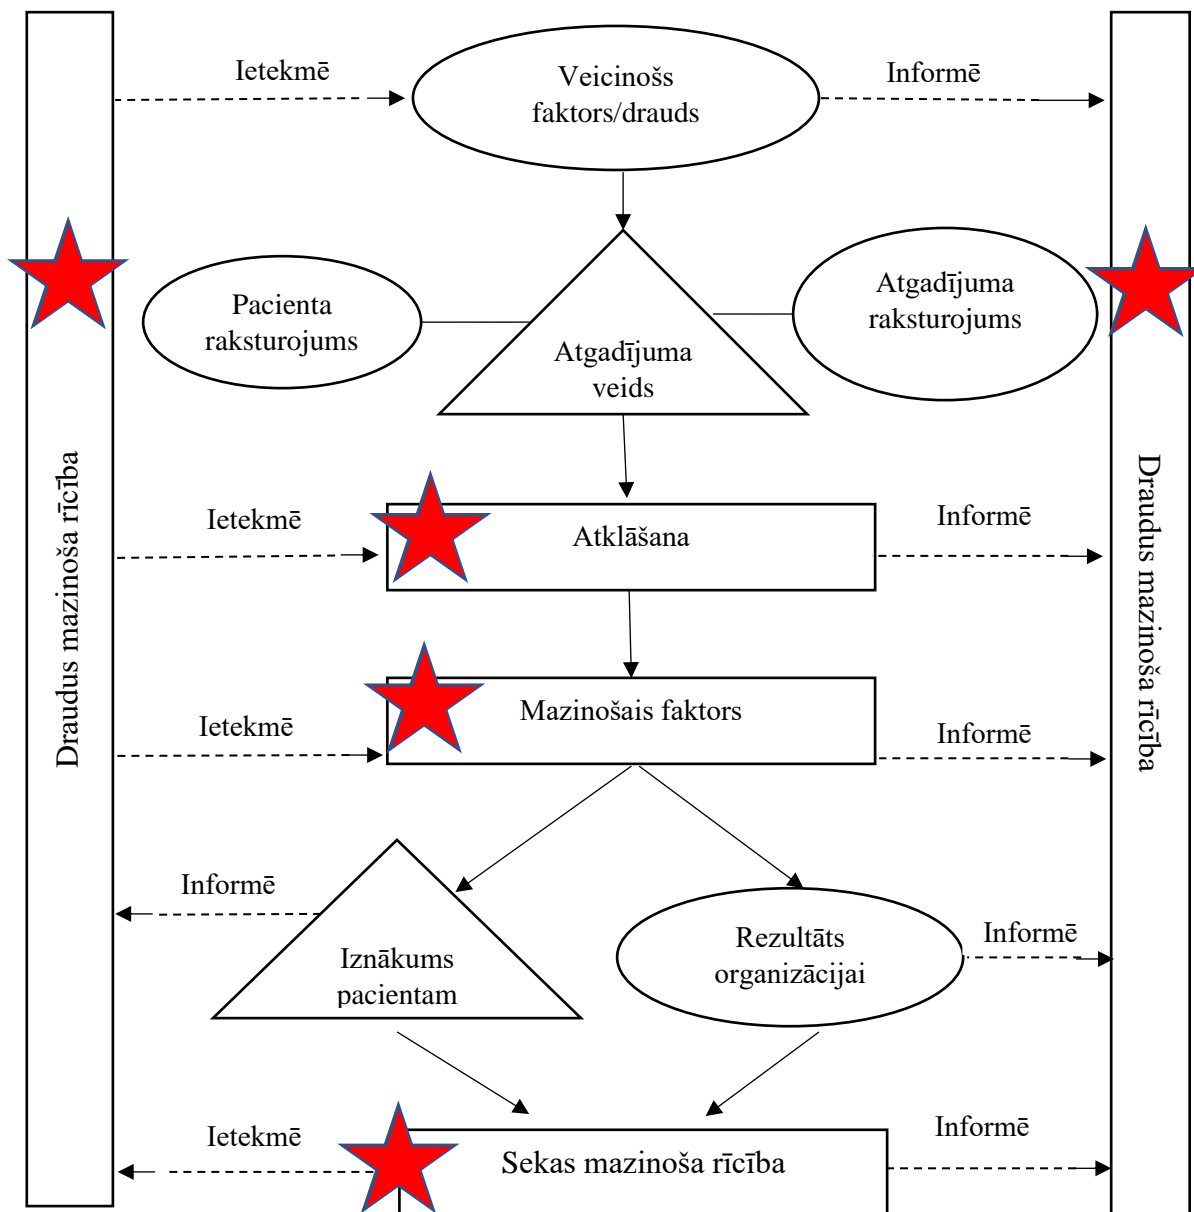 Ietekmē
Veicinošs
faktors/drauds
Informē
Pacienta
raksturojums
Atgadījuma
veids
Atgadījuma
raksturojums
Draudus mazinoša rīcība
Draudus mazinoša rīcība
Ietekmē
Atklāšana
Informē
Ietekmē
Mazinošais faktors
Informē
Informē
Iznākums
pacientam
Rezultāts
organizācijai
Informē
Ietekmē
Sekas mazinoša rīcība
Informē